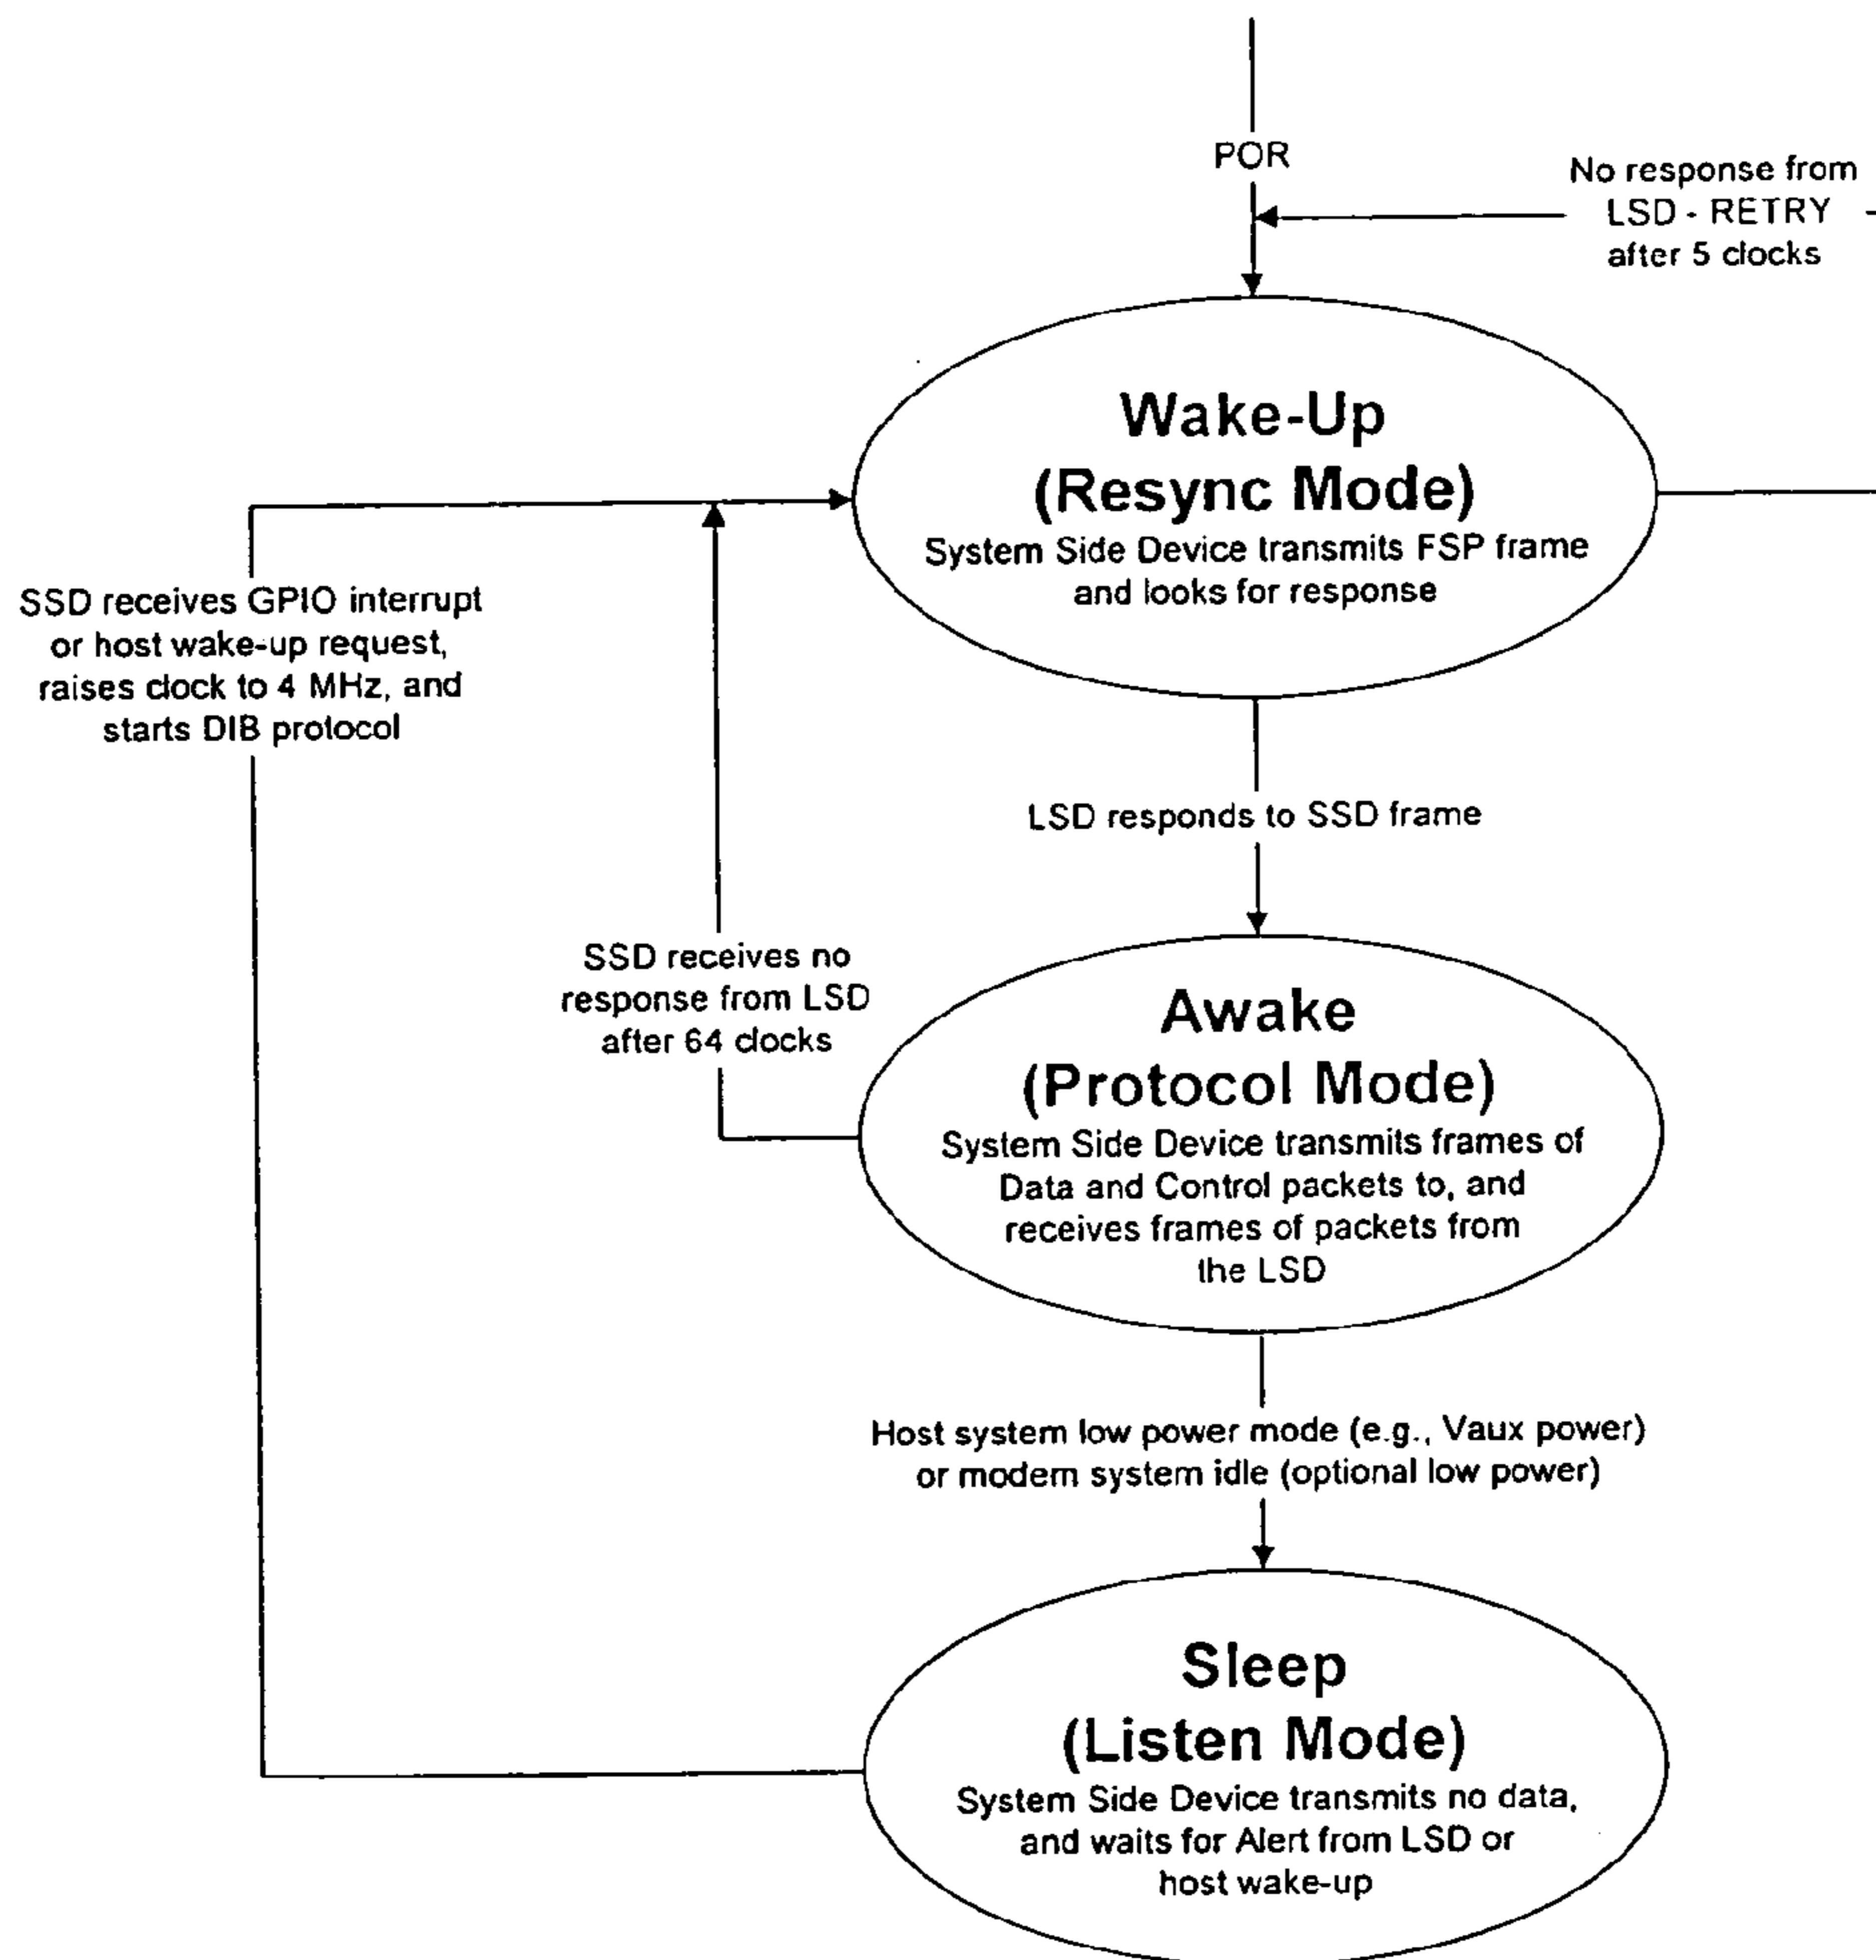 POR
No response from
LSD - RETRY
after 5 clocks
Wake-Up
(Resync Mode)
System Side Device transmits FSP frame
and looks for response
SSD receives GPIO interrupt
or host wake-up request,
raises clock to 4 MHz, and
starts DIB protocol
LSD responds to SSD frame
SSD receives no
response from LSD
after 64 clocks
Awake
(Protocol Mode)
System Side Device transmits frames of
Data and Control packets to, and
receives frames of packets from
the LSD
Host system low power mode (e.g., Vaux power)
or modem system idle (optional low power)
Sleep
(Listen Mode)
System Side Device transmits no data,
and waits for Alert from LSD or
host wake-up